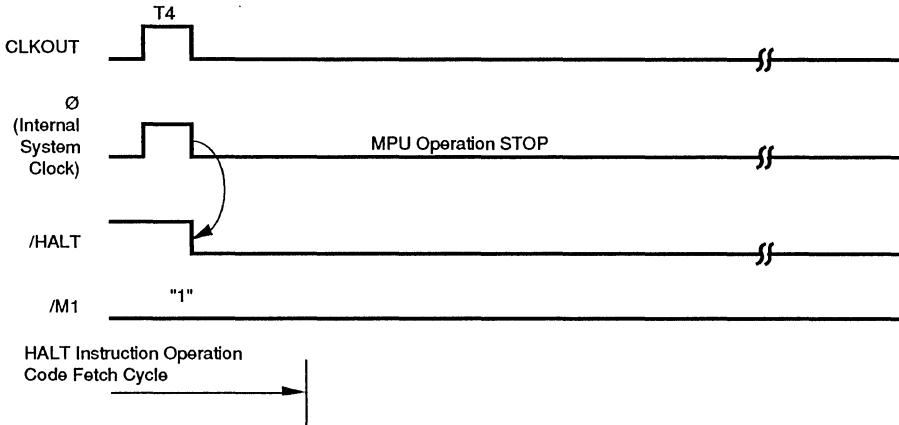 T4
CLKOUT
Ø
(Internal
System
Clock)
MPU Operation STOP
/HALT
"1"
/M1
HALT Instruction Operation
Code Fetch Cycle